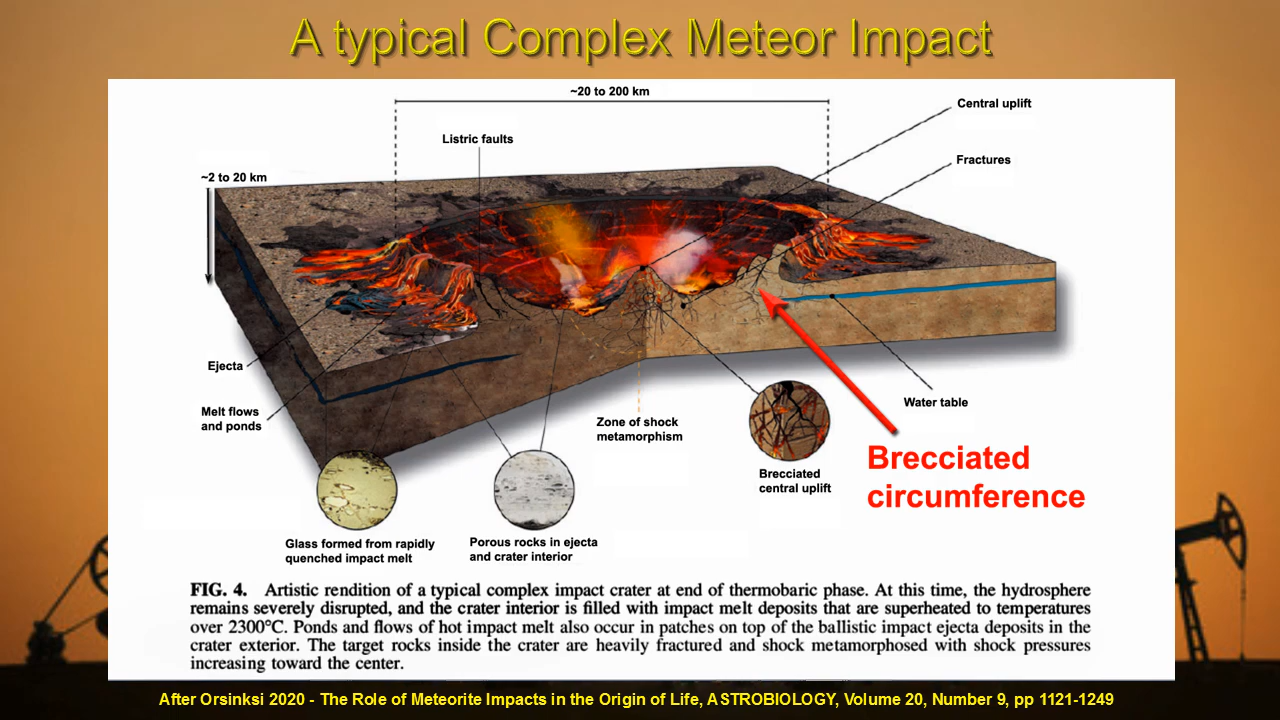 A typical Complex Meteor Impact
~20 to 200 km
Central uplift
Listric faults
Fractures
~2 to 20 km
Ejecta
Melt flows
and ponds
Water table
Zone of shock
metamorphism
Brecciated
central uplift
Brecciated
circumference
Glass formed from rapidly
quenched impact melt
Porous rocks in ejecta
and crater interior
FIG. 4. Artistic rendition of a typical complex impact crater at end of thermobaric phase. At this time, the hydrosphere
remains severely disrupted, and the crater interior is filled with impact melt deposits that are superheated to temperatures
over 2300°C. Ponds and flows of hot impact melt also occur in patches on top of the ballistic impact ejecta deposits in the
crater exterior. The target rocks inside the crater are heavily fractured and shock metamorphosed with shock pressures
increasing toward the center.
After Orsinksi 2020 - The Role of Meteorite Impacts in the Origin of Life, ASTROBIOLOGY, Volume 20, Number 9, pp 1121-1249